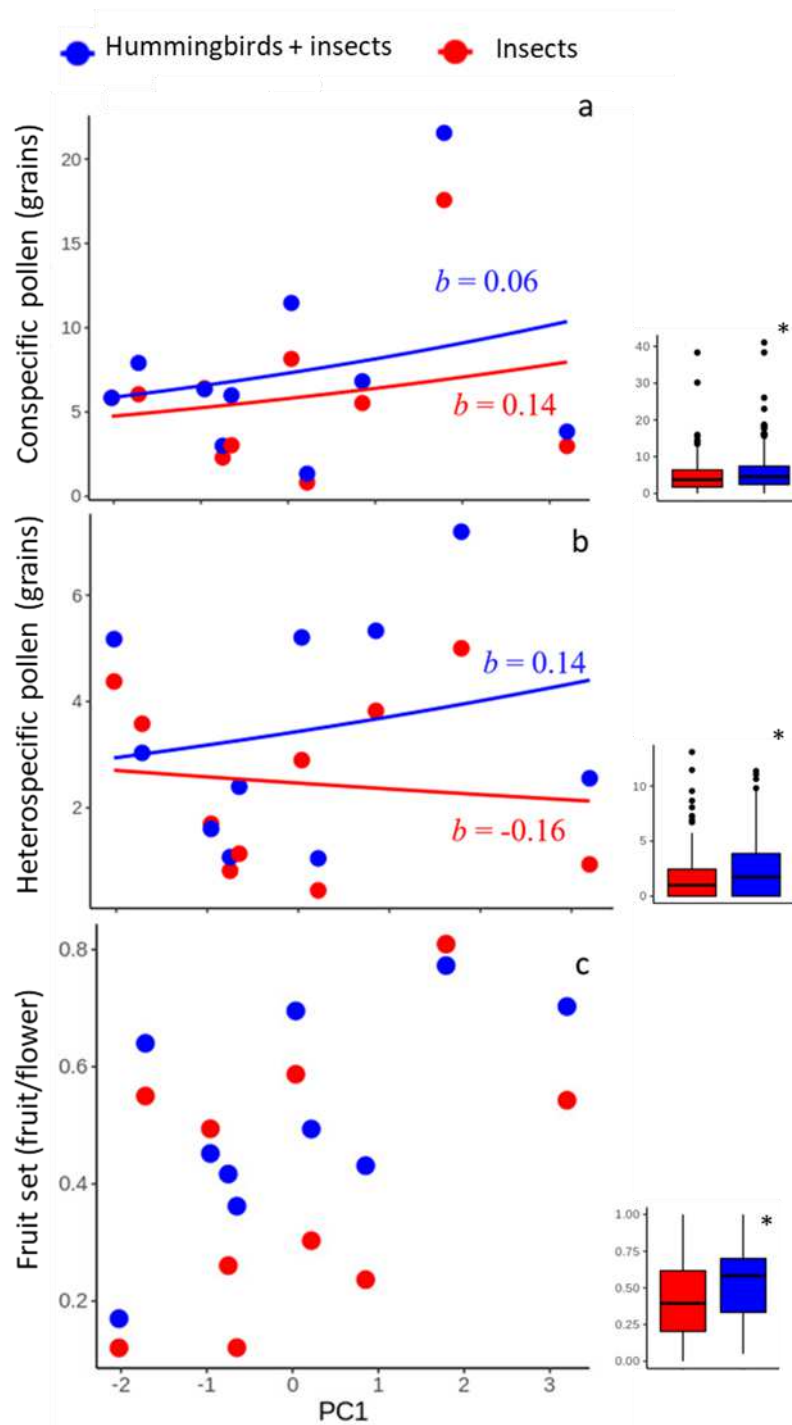 Hummingbirds + insects Insects
a
Conspecific pollen (grains)
20
15
10
5
0
b = 0.06
b = 0.14
*
40
30
20
10
0
b
Heterospecific pollen (grains)
6
4
2
b = 0.14
b = -0.16
*
10
5
0
c
Fruit set (fruit/flower)
0.8
0.6
0.4
0.2
-2 -1 0 1 2 3
PC1
*
1.00
0.75
0.50
0.25
0.00